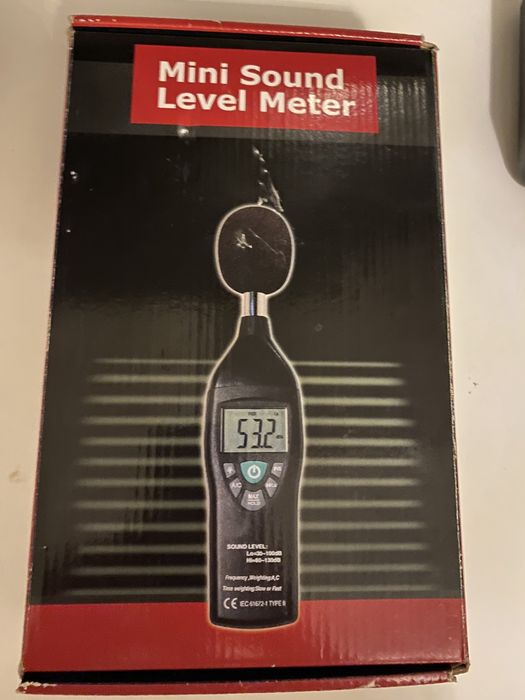 Mini Sound
Level Meter
53.2
A/C
MAX
HOLD
SOUND LEVEL:
Lo=30~100dB
Hi=60~130dB
Frequency ,Weighting:A,C
Time weighting:Slow or Fast
CE IEC-61672-1 TYPE II